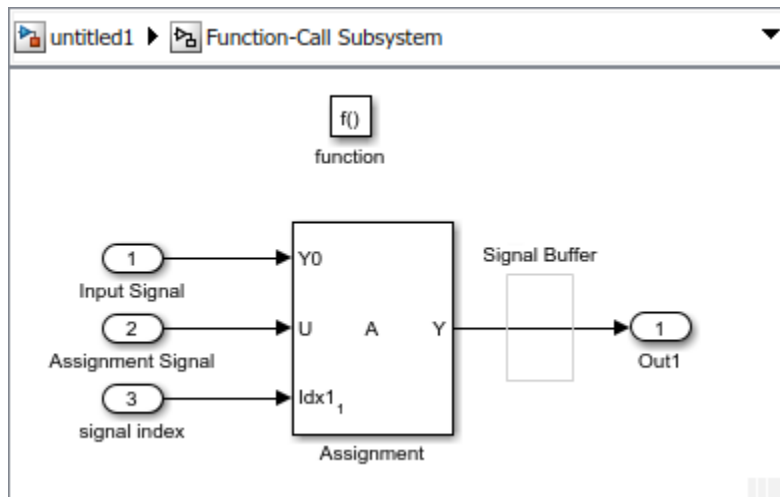 untitled1 Function-Call Subsystem
f()
function
1
Y0
Input Signal
Signal Buffer
2
U A Y
1
Assignment Signal
Out1
3
Idx1 1
signal index
Assignment